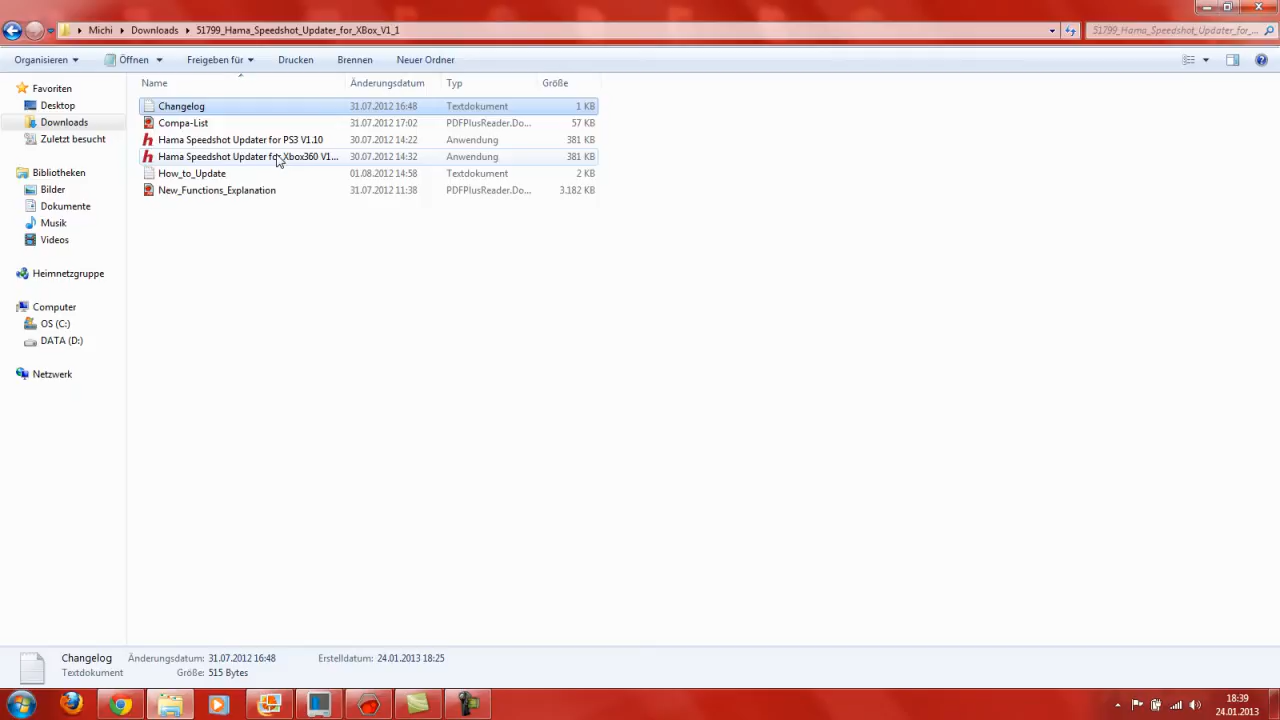 Michi Downloads 51799_Hama_Speedshot_Updater_for_XBox_V1_1
51799_Hama_Speedshot_Updater_for_...
Organisieren Öffnen Freigeben für Drucken Brennen Neuer Ordner
Name Änderungsdatum Typ Größe
Favoriten
Desktop
Downloads
Zuletzt besucht
Bibliotheken
Bilder
Dokumente
Musik
Videos
Heimnetzgruppe
Computer
OS (C:)
DATA (D:)
Netzwerk
Changelog 31.07.2012 16:48 Textdokument 1 KB
Compa-List 31.07.2012 17:02 PDFPlusReader.Do... 57 KB
Hama Speedshot Updater for PS3 V1.10 30.07.2012 14:22 Anwendung 381 KB
Hama Speedshot Updater for Xbox360 V1... 30.07.2012 14:32 Anwendung 381 KB
How_to_Update 01.08.2012 14:58 Textdokument 2 KB
New_Functions_Explanation 31.07.2012 11:38 PDFPlusReader.Do... 3.182 KB
Changelog Änderungsdatum: 31.07.2012 16:48 Erstelldatum: 24.01.2013 18:25
Textdokument Größe: 515 Bytes
18:39
24.01.2013